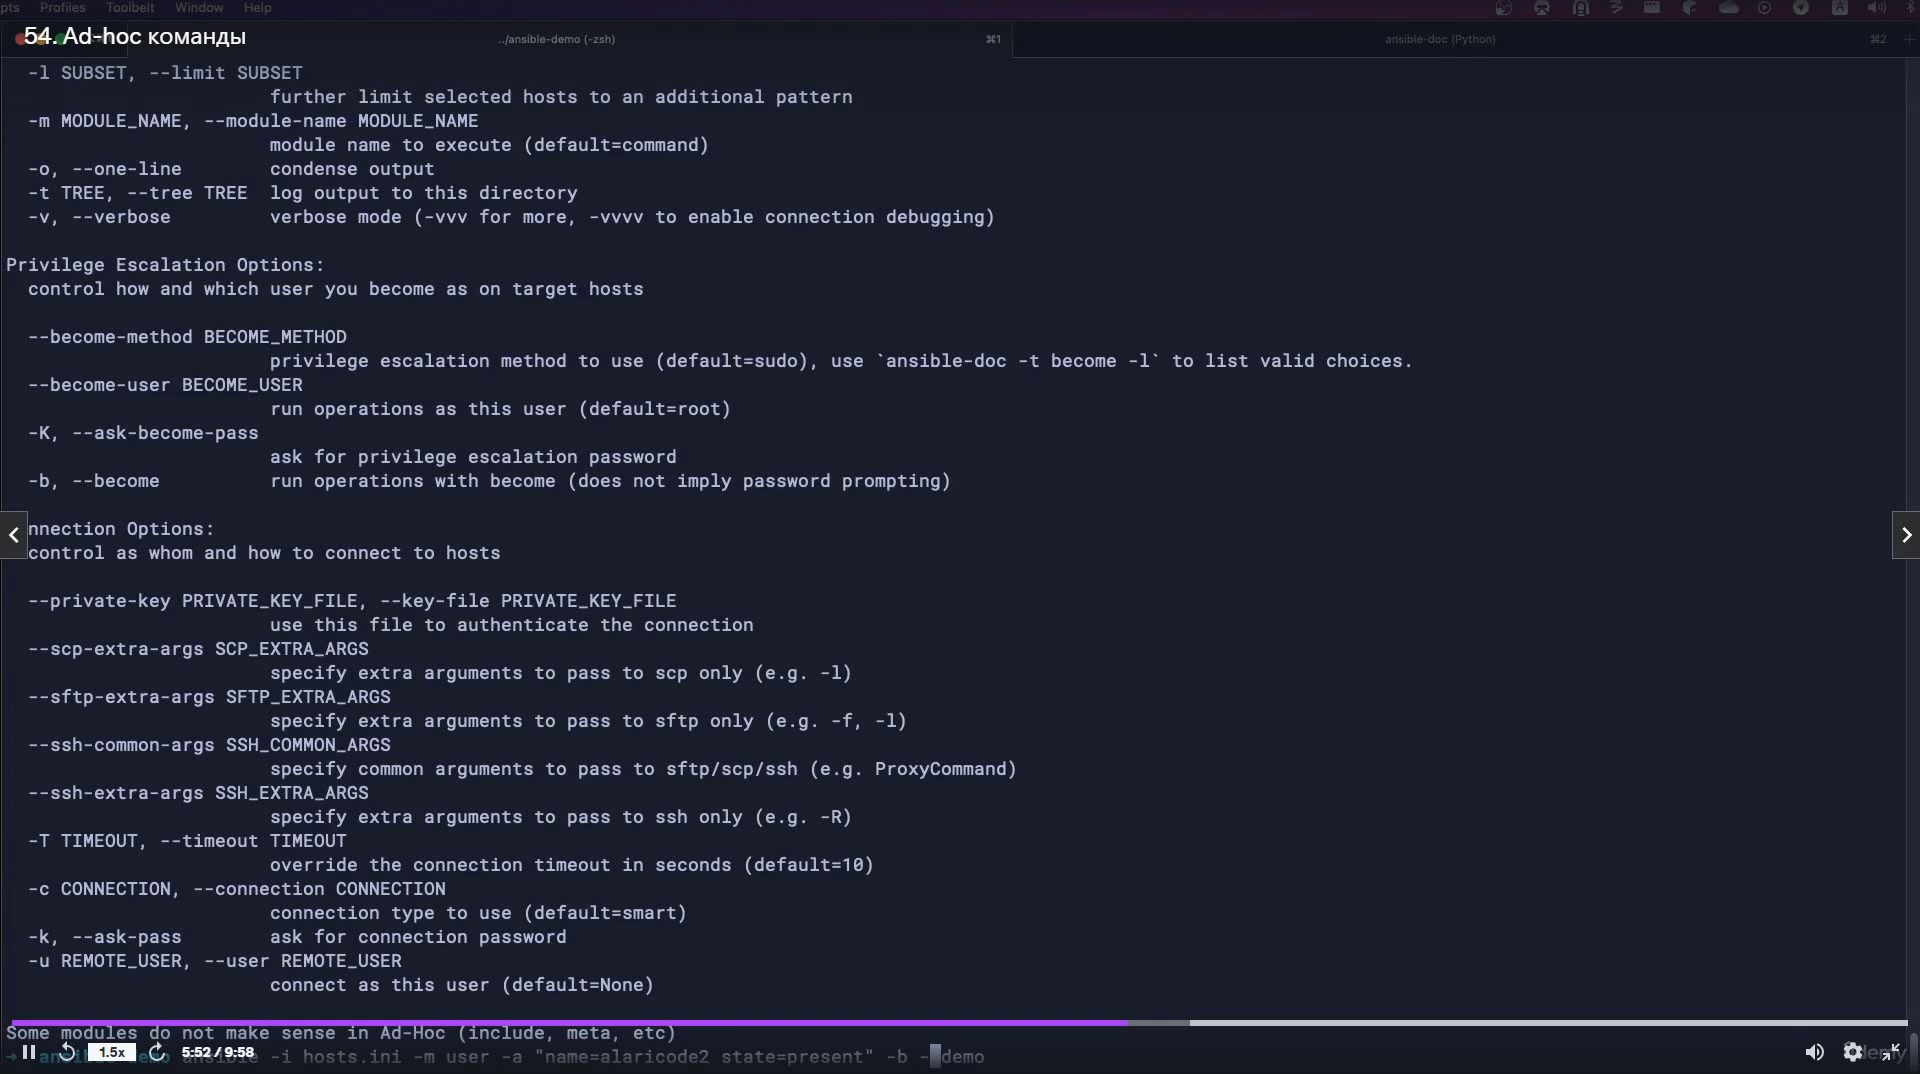 pts Profiles Toolbelt Window Help
54. Ad-hoc команды
../ansible-demo (-zsh) ⌘1 ansible-doc (Python) ⌘2
-l SUBSET, --limit SUBSET
further limit selected hosts to an additional pattern
-m MODULE_NAME, --module-name MODULE_NAME
module name to execute (default=command)
-o, --one-line condense output
-t TREE, --tree TREE log output to this directory
-v, --verbose verbose mode (-vvv for more, -vvvv to enable connection debugging)
Privilege Escalation Options:
control how and which user you become as on target hosts
--become-method BECOME_METHOD
privilege escalation method to use (default=sudo), use `ansible-doc -t become -l` to list valid choices.
--become-user BECOME_USER
run operations as this user (default=root)
-K, --ask-become-pass
ask for privilege escalation password
-b, --become run operations with become (does not imply password prompting)
nnection Options:
control as whom and how to connect to hosts
--private-key PRIVATE_KEY_FILE, --key-file PRIVATE_KEY_FILE
use this file to authenticate the connection
--scp-extra-args SCP_EXTRA_ARGS
specify extra arguments to pass to scp only (e.g. -l)
--sftp-extra-args SFTP_EXTRA_ARGS
specify extra arguments to pass to sftp only (e.g. -f, -l)
--ssh-common-args SSH_COMMON_ARGS
specify common arguments to pass to sftp/scp/ssh (e.g. ProxyCommand)
--ssh-extra-args SSH_EXTRA_ARGS
specify extra arguments to pass to ssh only (e.g. -R)
-T TIMEOUT, --timeout TIMEOUT
override the connection timeout in seconds (default=10)
-c CONNECTION, --connection CONNECTION
connection type to use (default=smart)
-k, --ask-pass ask for connection password
-u REMOTE_USER, --user REMOTE_USER
connect as this user (default=None)
Some modules do not make sense in Ad-Hoc (include, meta, etc)
ansible -i hosts.ini -m user -a "name=alaricode2 state=present" -b - demo
1.5x 5:52 / 9:58